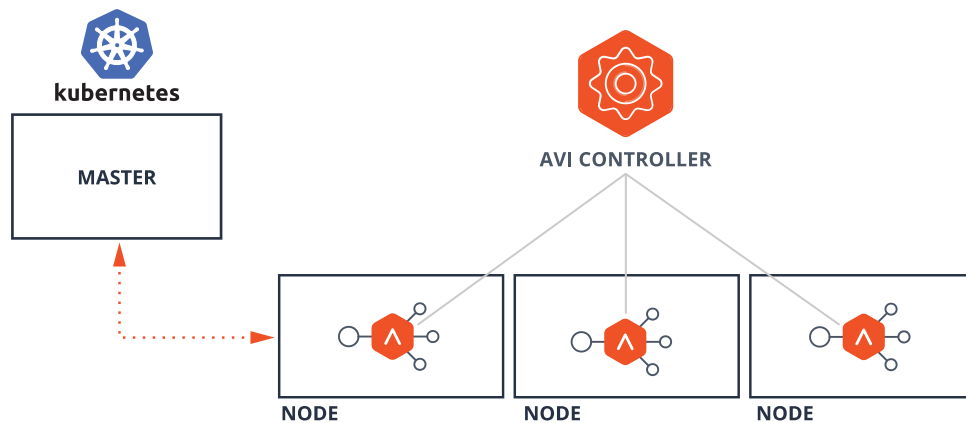 kubernetes
MASTER
AVI CONTROLLER
NODE
NODE
NODE